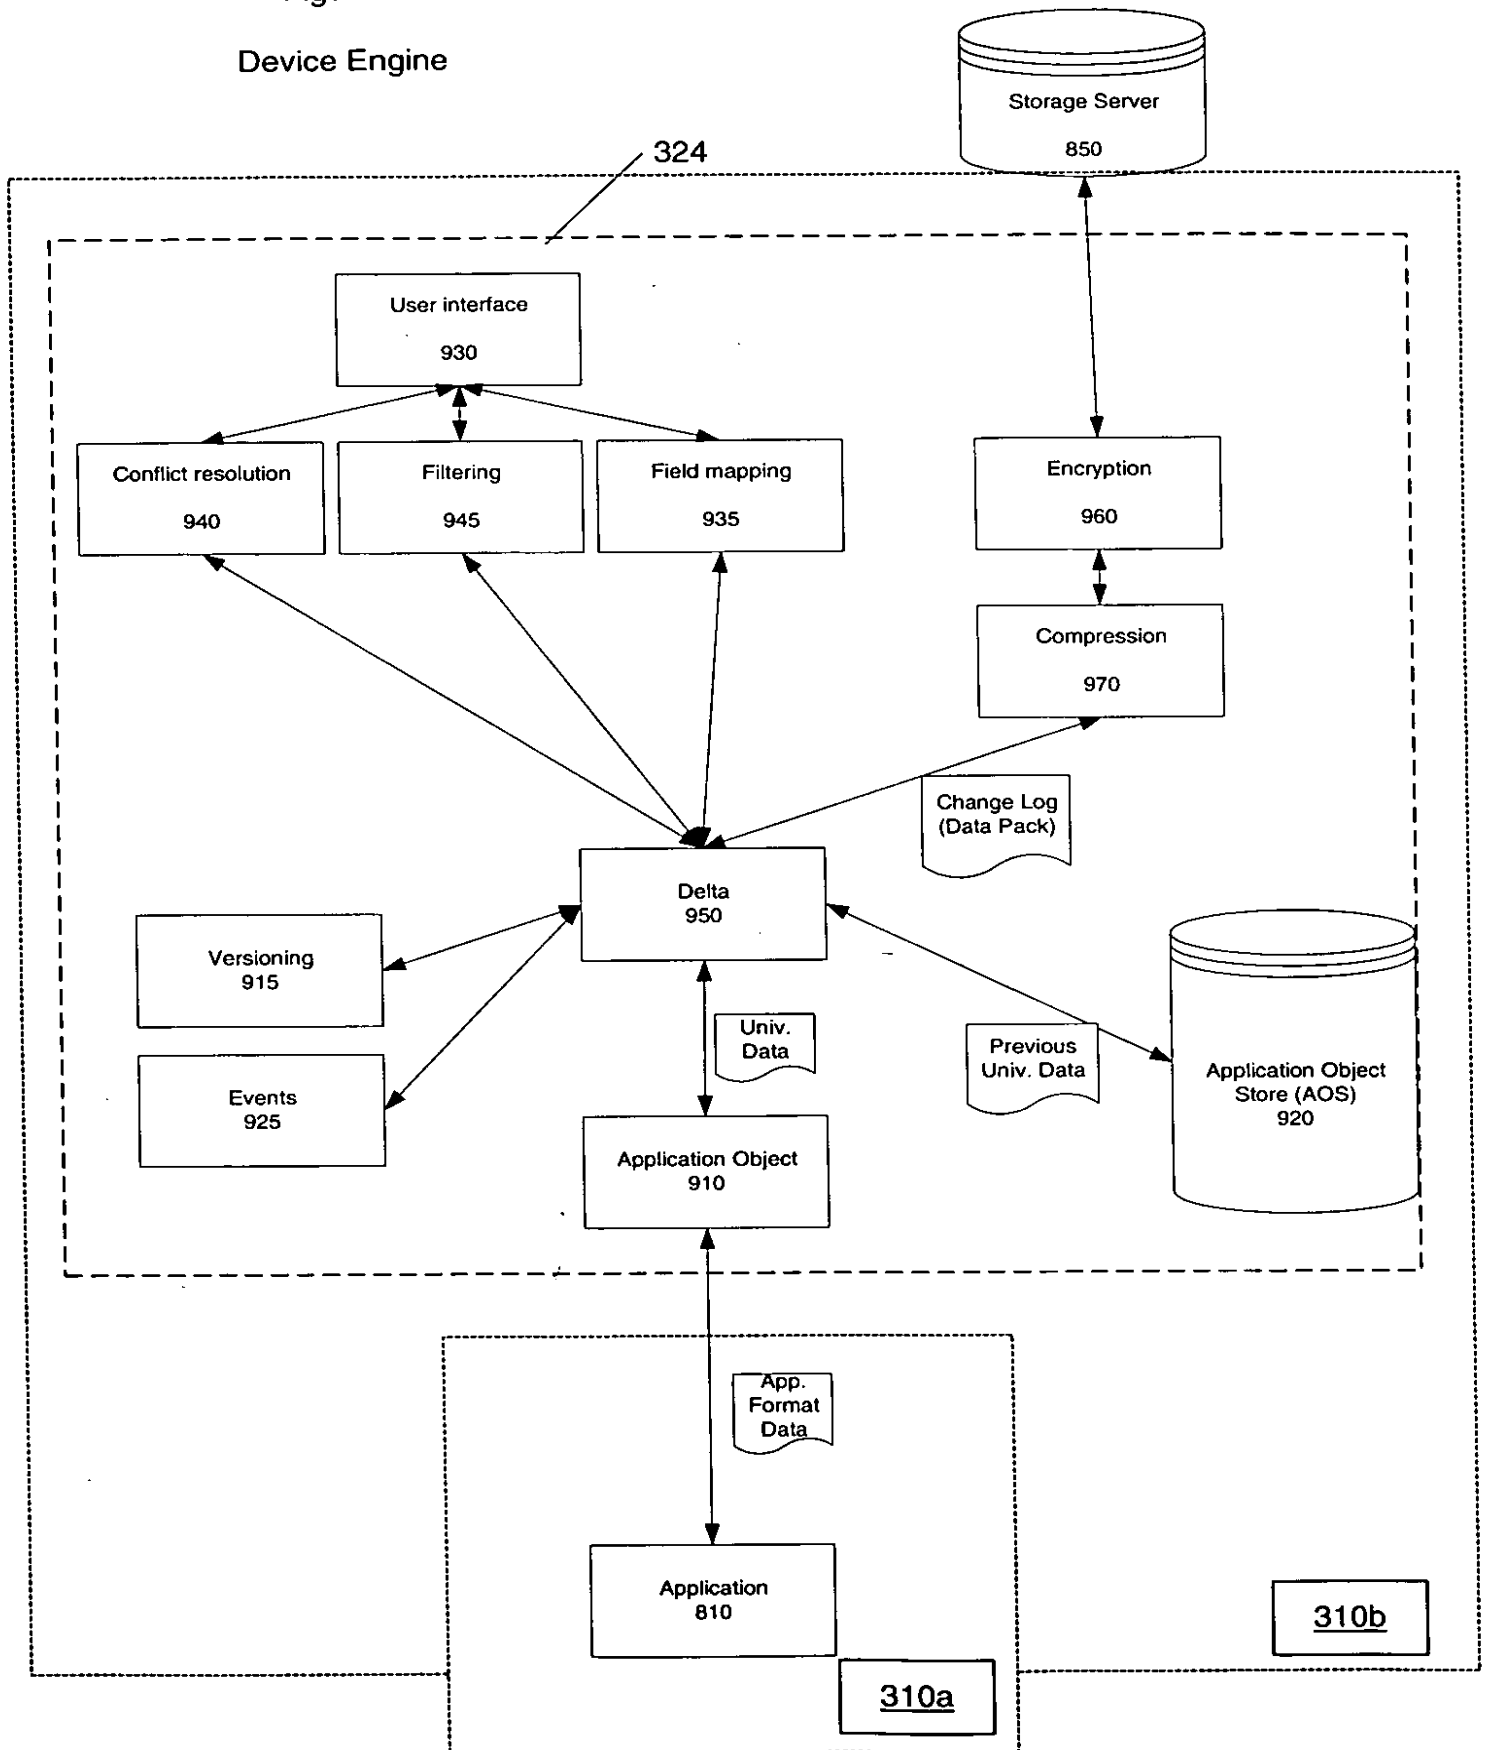 Device Engine
Storage Server
850
324
User interface
930
Conflict resolution
940
Filtering
945
Field mapping
935
Encryption
960
Compression
970
Change Log
(Data Pack)
Delta
950
Versioning
915
Events
925
Univ.
Data
Previous
Univ. Data
Application Object
Store (AOS)
920
Application Object
910
App.
Format
Data
Application
810
310b
310a